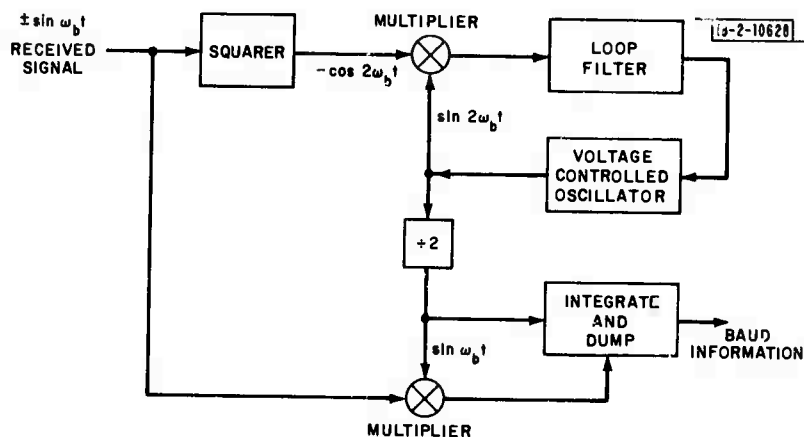 ± sin ω_b t
RECEIVED
SIGNAL
SQUARER
-cos 2ω_b t
MULTIPLIER
sin 2ω_b t
LOOP
FILTER
VOLTAGE
CONTROLLED
OSCILLATOR
÷2
sin ω_b t
INTEGRATE
AND
DUMP
BAUD
INFORMATION
MULTIPLIER